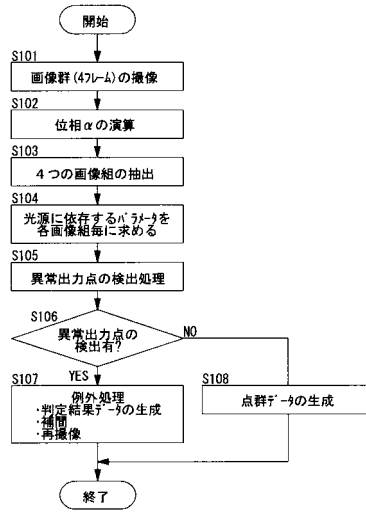 開始
S101
画像群(4フレーム)の撮像
S102
位相αの演算
S103
4つの画像組の抽出
S104
光源に依存するパラメータを
各画像組毎に求める
S105
異常出力点の検出処理
S106
異常出力点の
検出有?
NO
YES
S107
例外処理
・判定結果データの生成
・補間
・再撮像
S108
点群データの生成
終了